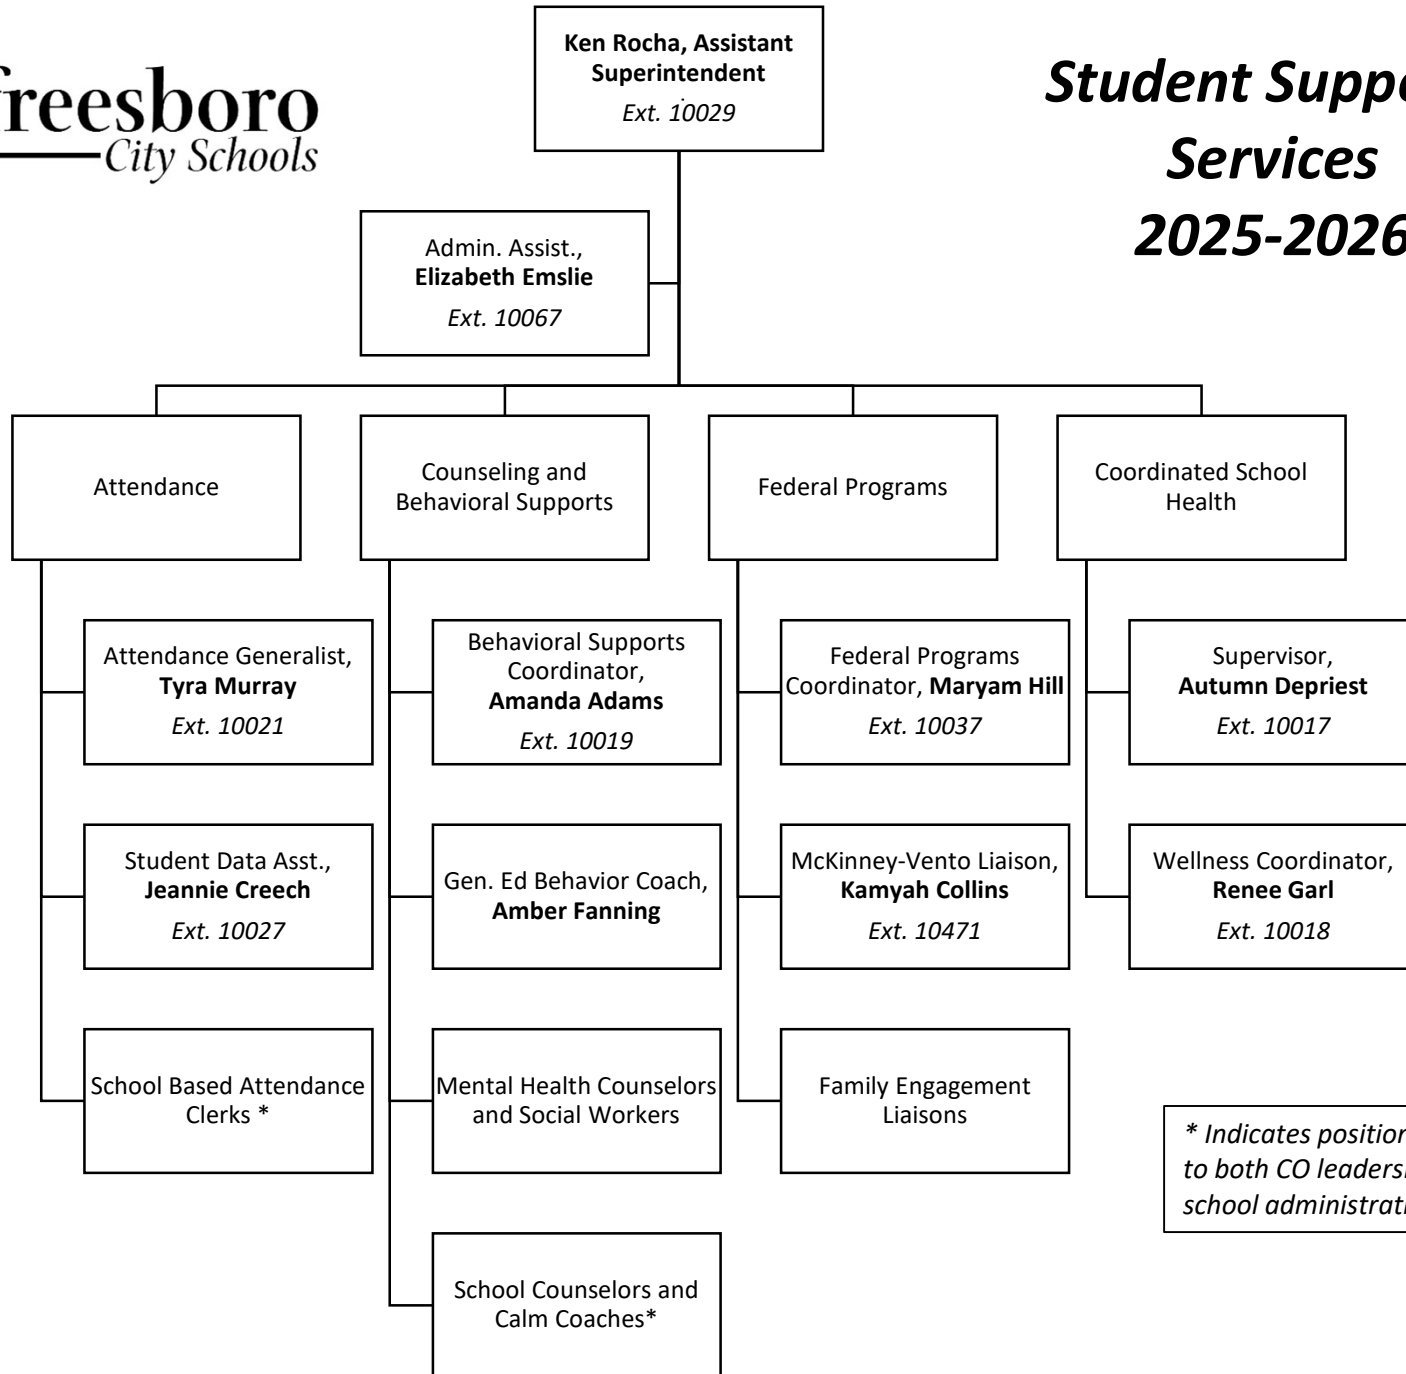 Ken Rocha, Assistant
Superintendent
Ext. 10029
City Schools
Student
Services
2025-2026
Admin. Assist.,
Elizabeth Emslie
Ext. 10067
Attendance
Counseling and
Behavioral Supports
Federal Programs
Coordinated School
Health
Attendance Generalist,
Tyra Murray
Ext. 10021
Behavioral Supports
Coordinator,
Amanda Adams
Ext. 10019
Federal Programs
Coordinator, Maryam Hill
Ext. 10037
Supervisor,
Autumn Depriest
Ext. 10017
Student Data Asst.,
Jeannie Creech
Ext. 10027
Gen. Ed Behavior Coach,
Amber Fanning
McKinney-Vento Liaison,
Kamyah Collins
Ext. 10471
Wellness Coordinator,
Renee Garl
Ext. 10018
School Based Attendance
Clerks *
Mental Health Counselors
and Social Workers
Family Engagement
Liaisons
School Counselors and
Calm Coaches*
* Indicates
to both CO
school